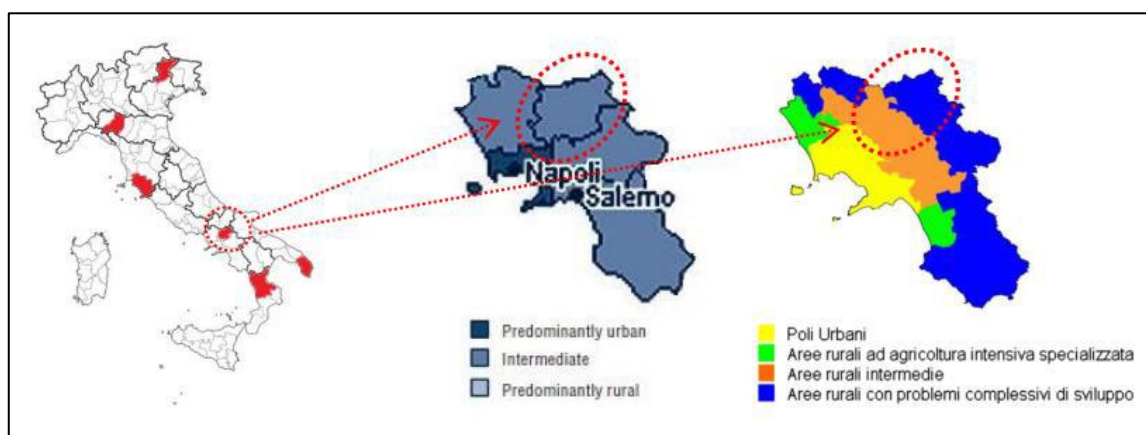 Napoli
Salerno
Predominantly urban
Intermediate
Predominantly rural
Poli Urbani
Aree rurali ad agricoltura intensiva specializzata
Aree rurali intermedie
Aree rurali con problemi complessivi di sviluppo